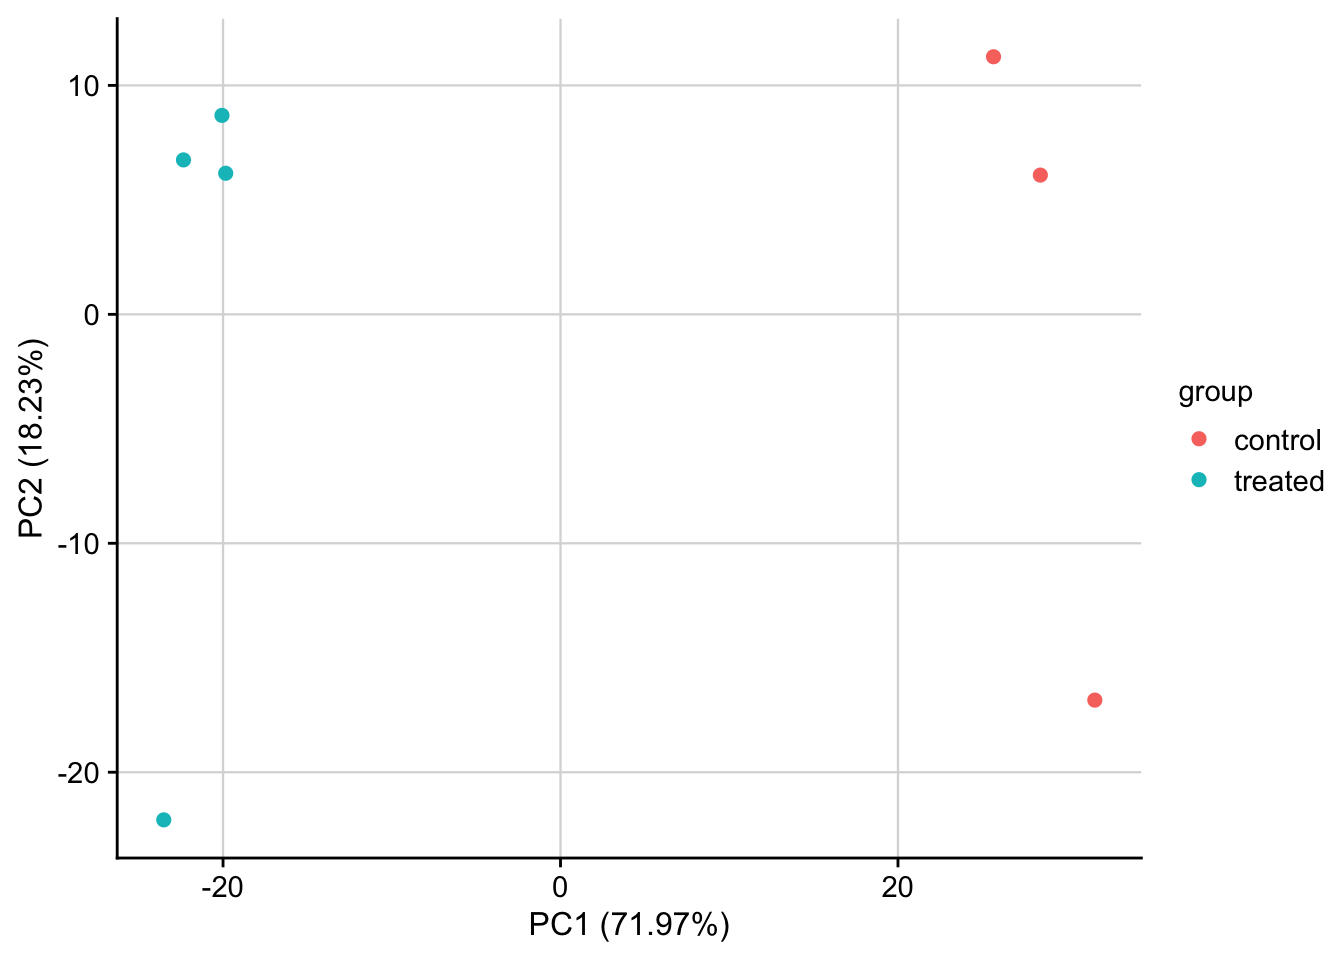 10
0
-10
-20
-20 0 20
PC1 (71.97%)
PC2 (18.23%)
group
control
treated